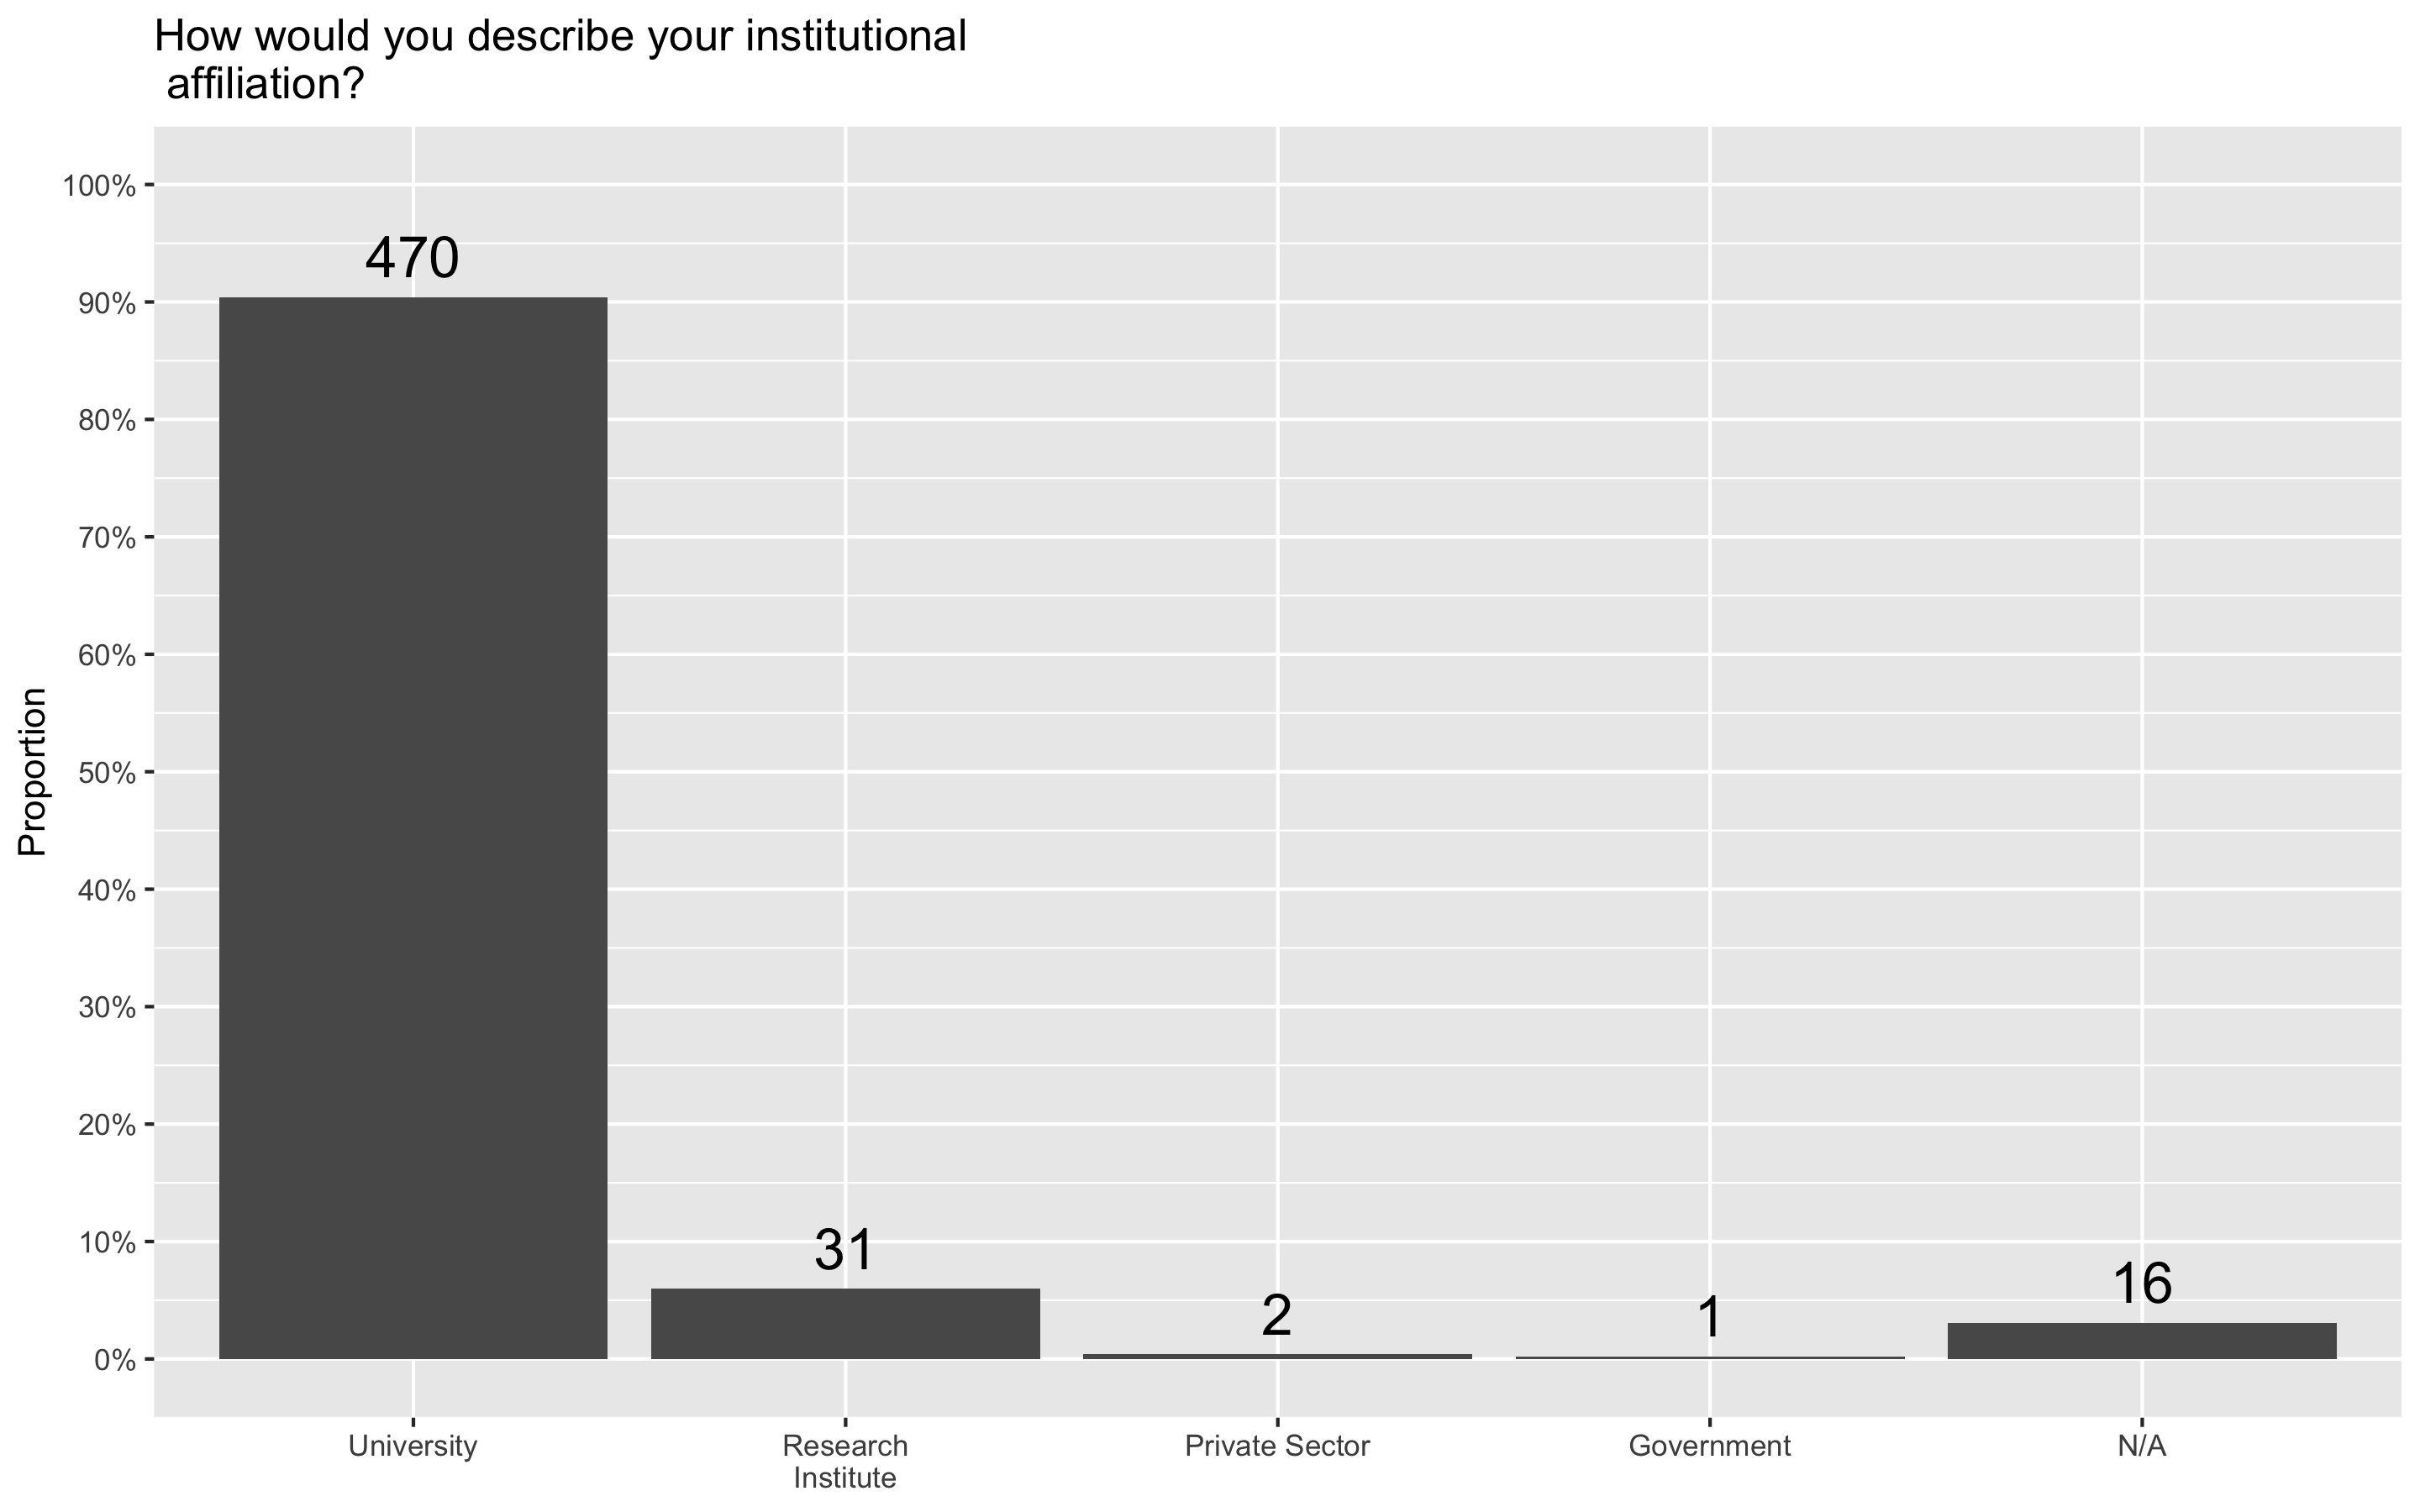 How would you describe your institutional
affiliation?
Proportion
100%
90%
80%
70%
60%
50%
40%
30%
20%
10%
0%
470
31
2
1
16
University
Research
Institute
Private Sector
Government
N/A